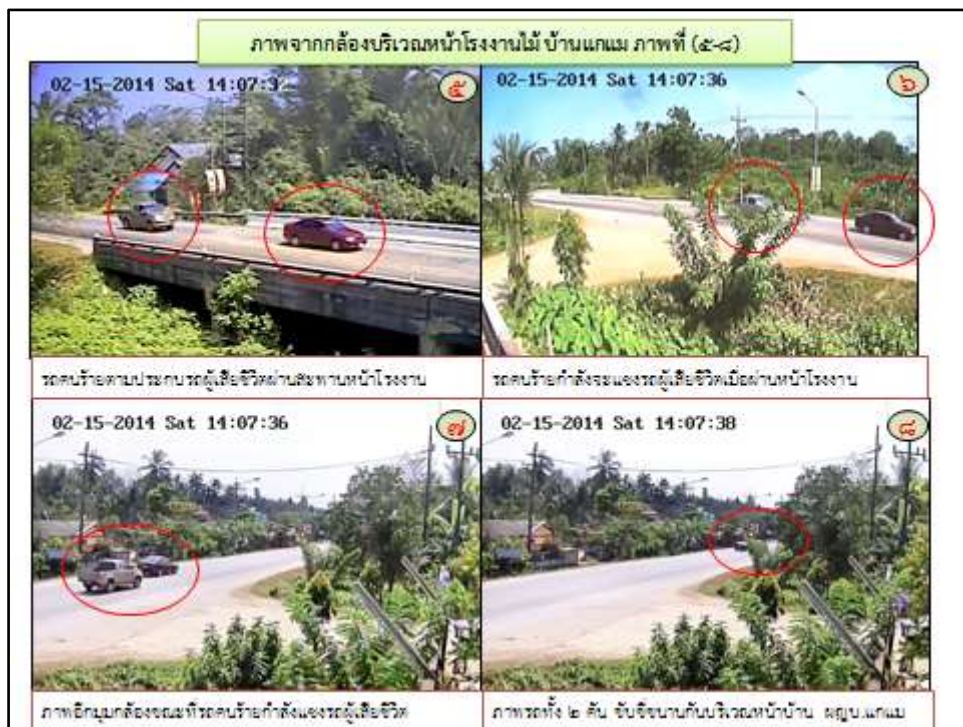 ภาพจากกล้องบริเวณหน้าโรงงานไม้ บ้านแกแม ภาพที่ (๕-๘)
02-15-2014 Sat 14:07:3
๕
02-15-2014 Sat 14:07:36
๖
รถคนร้ายตามประกบรถผู้เสียชีวิตผ่านสะพานหน้าโรงงาน
รถคนร้ายกำลังจะแซงรถผู้เสียชีวิตเมื่อผ่านหน้าโรงงาน
02-15-2014 Sat 14:07:36
๗
02-15-2014 Sat 14:07:38
๘
ภาพอีกมุมกล้องขณะที่รถคนร้ายกำลังแซงรถผู้เสียชีวิต
ภาพรถทั้ง ๒ คัน ขับขี่ขนานกันบริเวณหน้าบ้าน ผญบ.แกแม